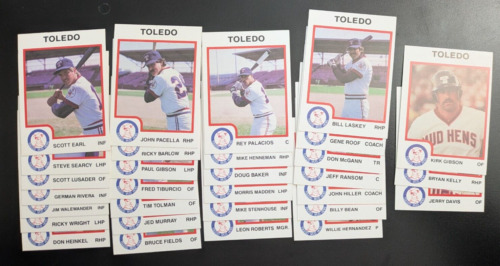 TOLEDO
SCOTT EARL INF
STEVE SEARCY LHP
SCOTT LUSADER OF
GERMAN RIVERA INF
JIM WALEWANDER INF
RICKY WRIGHT LHP
DON HEINKEL RHP
TOLEDO
JOHN PACELLA RHP
RICKY BARLOW RHP
PAUL GIBSON LHP
FRED TIBURCIO OF
TIM TOLMAN OF
JED MURRAY RHP
BRUCE FIELDS OF
TOLEDO
REY PALACIOS C
MIKE HENNEMAN RHP
DOUG BAKER INF
MORRIS MADDEN LHP
MIKE STENHOUSE INF
LEON ROBERTS MGR
TOLEDO
BILL LASKEY RHP
GENE ROOF COACH
DON McGANN TR
JEFF RANSOM C
JOHN HILLER COACH
BILLY BEAN OF
WILLIE HERNANDEZ P
TOLEDO
MUD HENS
KIRK GIBSON OF
BRYAN KELLY RHP
JERRY DAVIS OF